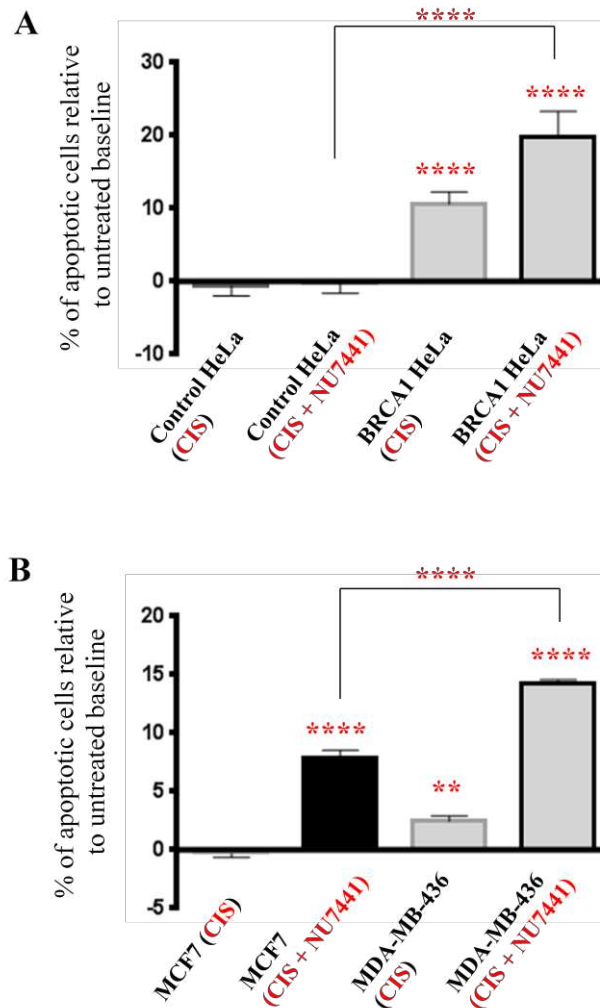 A
****
30
****
20
****
10
0
-10
% of apoptotic cells relative
to untreated baseline
Control HeLa
(CIS)
Control HeLa
(CIS + NU7441)
BRCA1 HeLa
(CIS)
BRCA1 HeLa
(CIS + NU7441)
B
****
20
****
15
****
10
**
5
0
-5
% of apoptotic cells relative
to untreated baseline
MCF7 (CIS)
MCF7
(CIS + NU7441)
MDA-MB-436
(CIS)
MDA-MB-436
(CIS + NU7441)